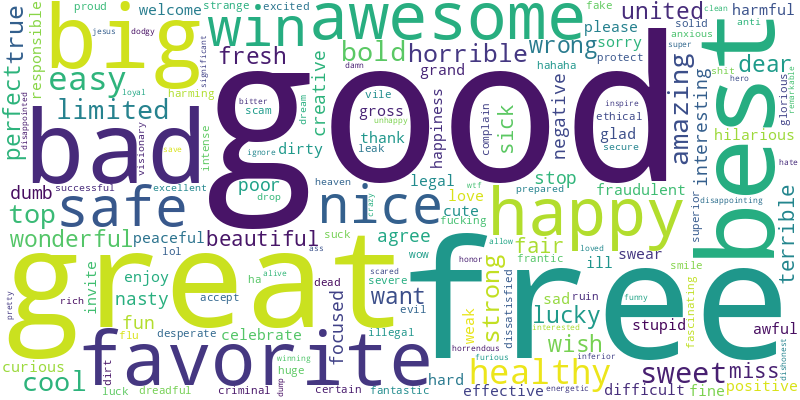 proud
jesus
dodgy
welcome
strange
excited
fake
united
harmful
clean
big
win
awesome
please
solid
anti
true
responsible
significant
fresh
bold
horrible
wrong
sorry
anxious
super
no
shit
dear
easy
loyal
hahaha
protect
damn
grand
perfect
disappointed
limited
harming
creative
vile
gross
happiness
negative
amazing
interesting
hero
glorious
remarkable
bitter
scam
dream
unhappy
complain
sick
inspire
ethical
glad
secure
hilarious
best
bad
good
visionary
intense
thank
leak
dirty
ignore
save
hate
dumb
successful
excellent
poor
drop
heaven
crazy
legal
wtf
prepared
stop
fraudulent
disappointing
top
safe
nice
love
cute
fucking
happy
superior
terrible
wonderful
peaceful
lol
beautiful
ass
suck
agree
wow
allow
fair
frantic
ill
swear
loved
smile
great
free
invite
enjoy
nasty
ha
alive
accept
dead
scared
severe
want
evil
honor
strong
dissatisfied
sad
ruin
lucky
funny
fascinating
pretty
rich
fun
flu
desperate
celebrate
focused
illegal
weak
interested
stupid
awful
curious
favorite
horrendous
furious
wish
inferior
dishonest
cool
dirt
winning
huge
healthy
sweet
miss
luck
dreadful
criminal
dump
certain
fantastic
hard
effective
energetic
difficult
fine
positive